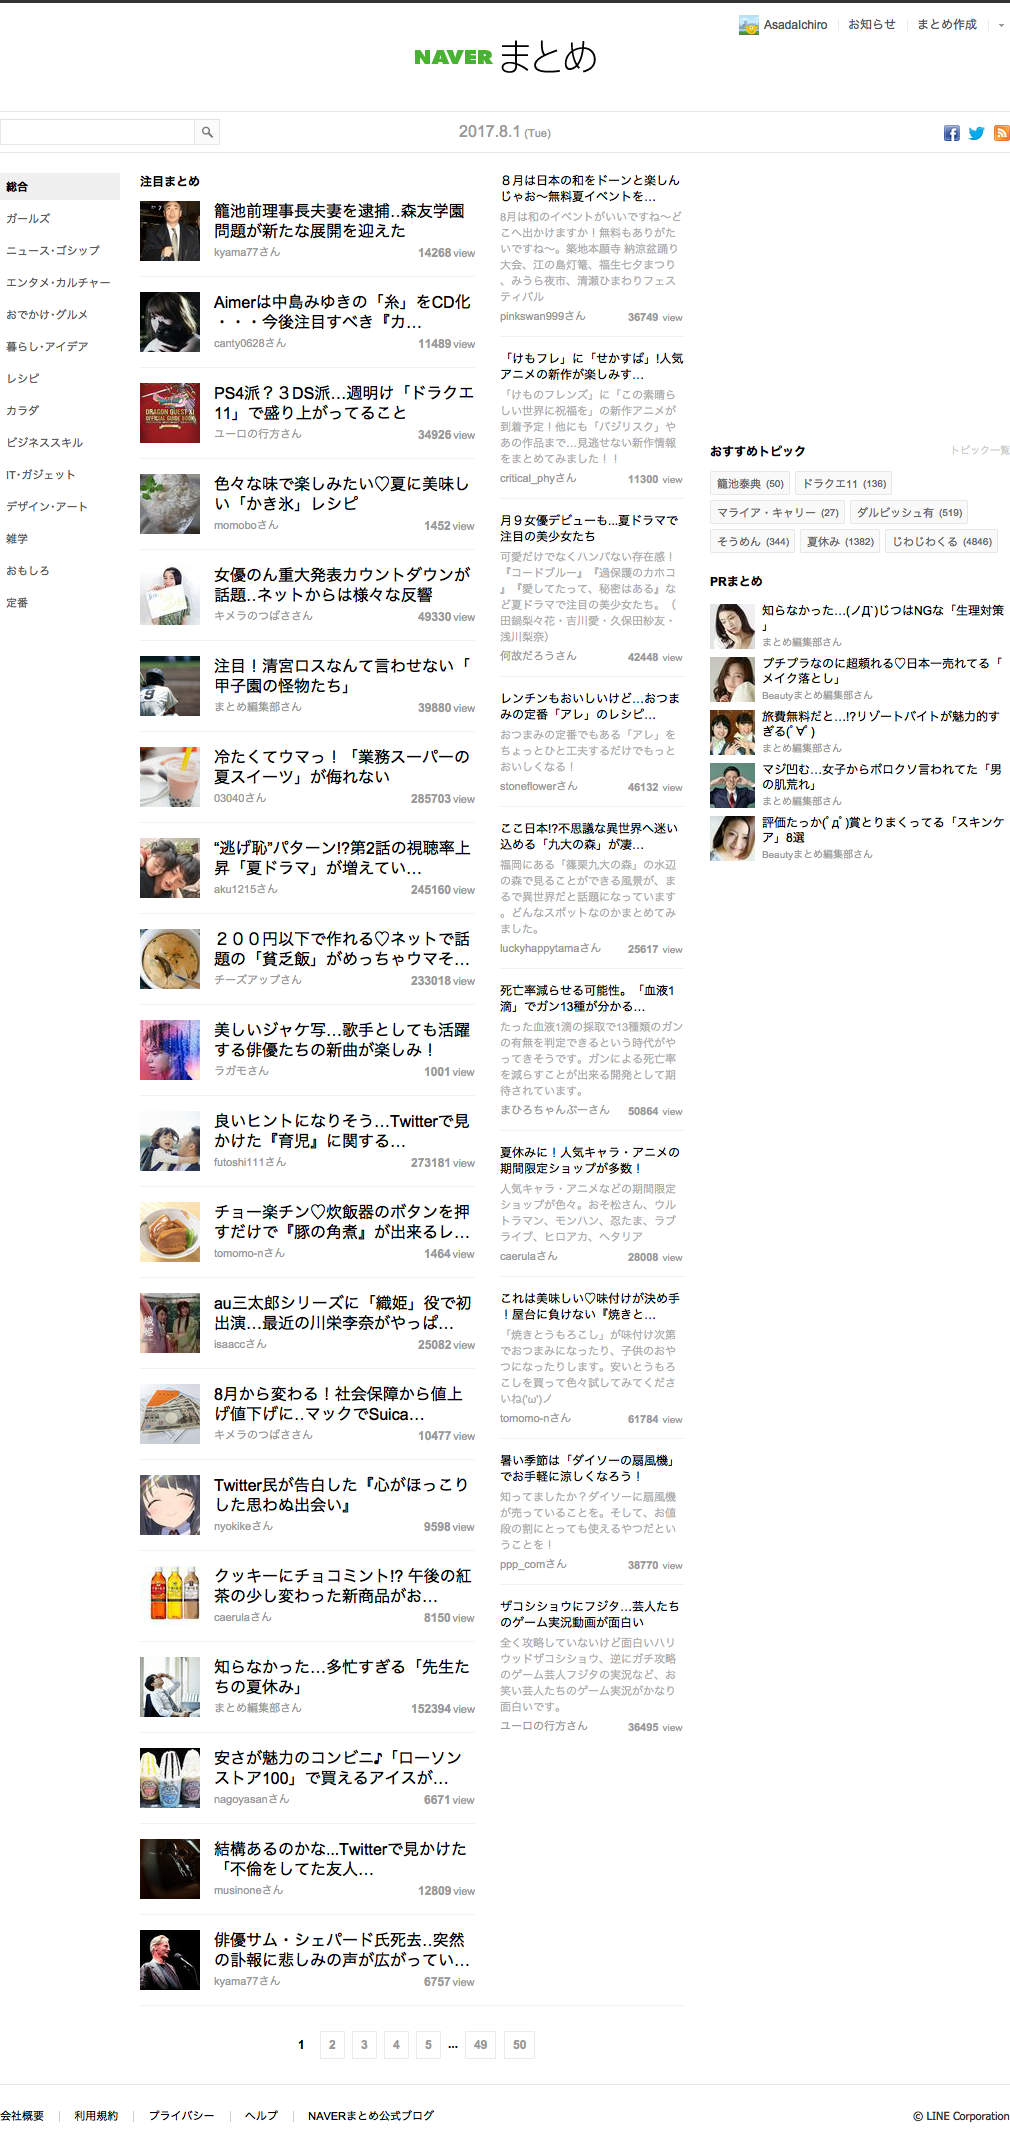 AsadaIchiro
お知らせ
まとめ作成
NAVER まとめ
2017.8.1 (Tue)
総合
ガールズ
ニュース・ゴシップ
エンタメ・カルチャー
おでかけ・グルメ
暮らし・アイデア
レシピ
カラダ
ビジネススキル
IT・ガジェット
デザイン・アート
雑学
おもしろ
定番
注目まとめ
籠池前理事長夫妻を逮捕‥森友学園
問題が新たな展開を迎えた
kyama77さん
14268 view
Aimerは中島みゆきの「糸」をCD化
・・・今後注目すべき『カ…
canty0628さん
11489 view
PS4派？３DS派…週明け「ドラクエ
11」で盛り上がってること
ユーロの行方さん
34926 view
色々な味で楽しみたい♡夏に美味し
い「かき氷」レシピ
momoboさん
1452 view
女優のん重大発表カウントダウンが
話題‥ネットからは様々な反響
キメラのつばささん
49330 view
注目！清宮ロスなんて言わせない「
甲子園の怪物たち」
まとめ編集部さん
39880 view
冷たくてウマっ！「業務スーパーの
夏スイーツ」が侮れない
03040さん
285703 view
“逃げ恥”パターン!?第2話の視聴率上
昇「夏ドラマ」が増えてい…
aku1215さん
245160 view
２００円以下で作れる♡ネットで話
題の「貧乏飯」がめっちゃウマそ…
チーズアップさん
233018 view
美しいジャケ写…歌手としても活躍
する俳優たちの新曲が楽しみ！
ラガモさん
1001 view
良いヒントになりそう…Twitterで見
かけた『育児』に関する…
futoshi111さん
273181 view
チョー楽チン♡炊飯器のボタンを押
すだけで『豚の角煮』が出来るレ…
tomomo-nさん
1464 view
au三太郎シリーズに「織姫」役で初
出演…最近の川栄李奈がやっぱ…
isaaccさん
25082 view
8月から変わる！社会保障から値上
げ値下げに‥マックでSuica…
キメラのつばささん
10477 view
Twitter民が告白した『心がほっこり
した思わぬ出会い』
nyokikeさん
9598 view
クッキーにチョコミント!? 午後の紅
茶の少し変わった新商品がお…
caerulaさん
8150 view
知らなかった…多忙すぎる「先生た
ちの夏休み」
まとめ編集部さん
152394 view
安さが魅力のコンビニ♪「ローソン
ストア100」で買えるアイスが…
nagoyasanさん
6671 view
結構あるのかな...Twitterで見かけた
「不倫をしてた友人…
musinoneさん
12809 view
俳優サム・シェパード氏死去‥突然
の訃報に悲しみの声が広がってい…
kyama77さん
6757 view
８月は日本の和をドーンと楽しん
じゃお〜無料夏イベントを…
8月は和のイベントがいいですね〜ど
こへ出かけますか！無料もありがた
いですね〜。築地本願寺 納涼盆踊り
大会、江の島灯篭、福生七夕まつり
、みうら夜市、清瀬ひまわりフェス
ティバル
pinkswan999さん
36749 view
「けもフレ」に「せかすば」!人気
アニメの新作が楽しみす…
「けものフレンズ」に「この素晴ら
しい世界に祝福を」の新作アニメが
到着予定！他にも「バジリスク」や
あの作品まで…見逃せない新作情報
をまとめてみました！！
critical_phyさん
11300 view
月９女優デビューも...夏ドラマで
注目の美少女たち
可愛だけでなくハンパない存在感！
『コードブルー』『過保護のカホコ
』『愛してたって、秘密はある』な
ど夏ドラマで注目の美少女たち。（
田鍋梨々花・吉川愛・久保田紗友・
浅川梨奈）
何故だろうさん
42448 view
レンチンもおいしいけど…おつま
みの定番「アレ」のレシピ…
おつまみの定番でもある「アレ」を
ちょっとひと工夫するだけでもっと
おいしくなる！
stoneflowerさん
46132 view
ここ日本!?不思議な異世界へ迷い
込める「九大の森」が凄…
福岡にある「篠栗九大の森」の水辺
の森で見ることができる風景が、ま
るで異世界だと話題になっています
。どんなスポットなのかまとめてみ
ました。
luckyhappytamaさん
25617 view
死亡率減らせる可能性。「血液1
滴」でガン13種が分かる…
たった血液1滴の採取で13種類のガン
の有無を判定できるという時代がや
ってきそうです。ガンによる死亡率
を減らすことが出来る開発として期
待されています。
まひろちゃんぷーさん
50864 view
夏休みに！人気キャラ・アニメの
期間限定ショップが多数！
人気キャラ・アニメなどの期間限定
ショップが色々。おそ松さん、ウル
トラマン、モンハン、忍たま、ラブ
ライブ、ヒロアカ、ヘタリア
caerulaさん
28008 view
これは美味しい♡味付けが決め手
！屋台に負けない『焼きと…
「焼きとうもろこし」が味付け次第
でおつまみになったり、子供のおや
つになったりします。安いとうもろ
こしを買って色々試してみてくださ
いね('ω')ノ
tomomo-nさん
61784 view
暑い季節は「ダイソーの扇風機」
でお手軽に涼しくなろう！
知ってましたか？ダイソーに扇風機
が売っていることを。そして、お値
段の割にとっても使えるやつだとい
うことを！
ppp_comさん
38770 view
ザコシショウにフジタ…芸人たち
のゲーム実況動画が面白い
全く攻略していないけど面白いハリ
ウッドザコシショウ、逆にガチ攻略
のゲーム芸人フジタの実況など、お
笑い芸人たちのゲーム実況がかなり
面白いです。
ユーロの行方さん
36495 view
おすすめトピック
トピック一覧
籠池泰典 (50)
ドラクエ11 (136)
マライア・キャリー (27)
ダルビッシュ有 (519)
そうめん (344)
夏休み (1382)
じわじわくる (4846)
PRまとめ
知らなかった…(ノД`)じつはNGな「生理対策
」
まとめ編集部さん
プチプラなのに超頼れる♡日本一売れてる「
メイク落とし」
Beautyまとめ編集部さん
旅費無料だと…!?リゾートバイトが魅力的す
ぎる(ﾟ∀ﾟ)
まとめ編集部さん
マジ凹む…女子からボロクソ言われてた「男
の肌荒れ」
まとめ編集部さん
評価たっか(ﾟдﾟ)賞とりまくってる「スキンケ
ア」8選
Beautyまとめ編集部さん
1 2 3 4 5 ... 49 50
会社概要
利用規約
プライバシー
ヘルプ
NAVERまとめ公式ブログ
© LINE Corporation